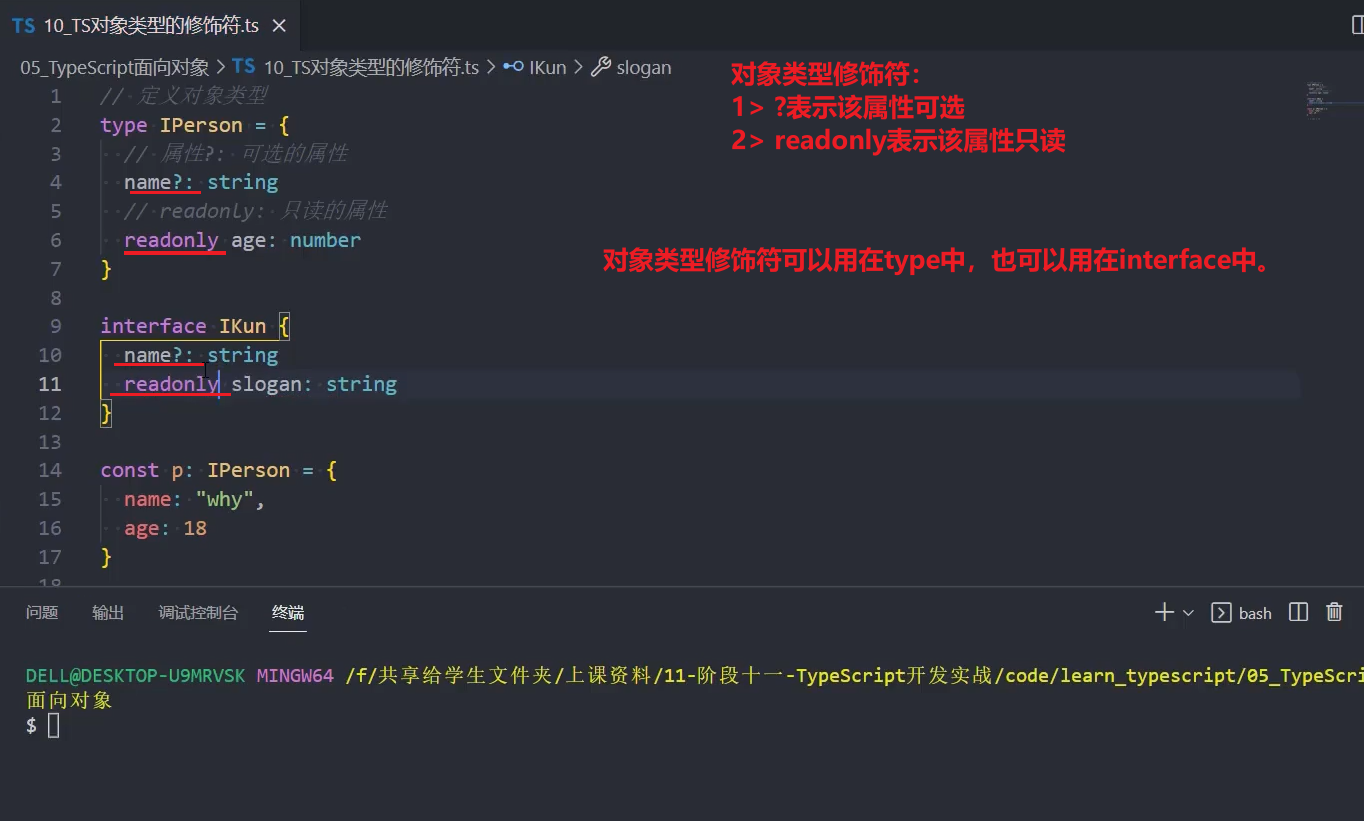 TS 10_TS对象类型的修饰符.ts ×
05_TypeScript面向对象 > TS 10_TS对象类型的修饰符.ts > IKun > slogan
对象类型修饰符：
1> ?表示该属性可选
2> readonly表示该属性只读
1 // 定义对象类型
2 type IPerson = {
3 // 属性?: 可选的属性
4 name?: string
5 // readonly: 只读的属性
6 readonly age: number
对象类型修饰符可以用在type中，也可以用在interface中。
7 }
8
9 interface IKun {
10 name?: string
11 readonly slogan: string
12 }
13
14 const p: IPerson = {
15 name: "why",
16 age: 18
17 }
18
问题 输出 调试控制台 终端 bash
DELL@DESKTOP-U9MRVSK MINGW64 /f/共享给学生文件夹/上课资料/11-阶段十一-TypeScript开发实战/code/learn_typescript/05_TypeScri
面向对象
$